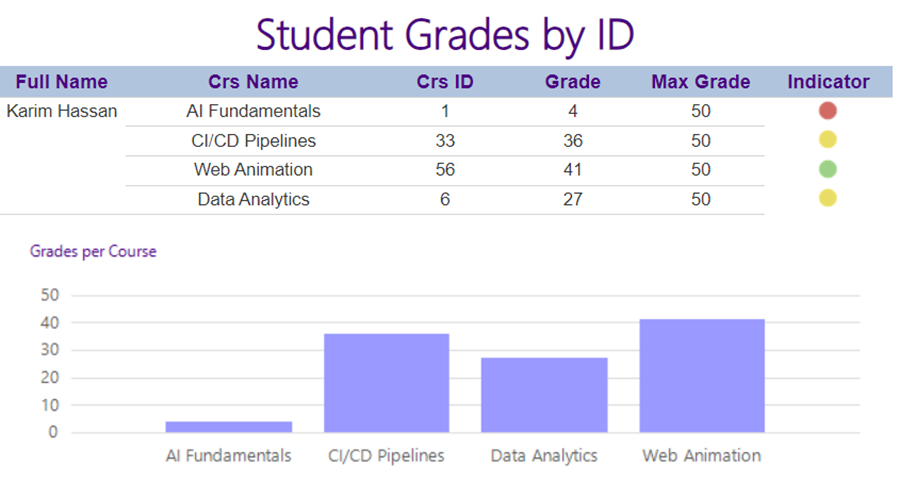 Student Grades by ID
Full Name Crs Name Crs ID Grade Max Grade Indicator
Karim Hassan AI Fundamentals 1 4 50
CI/CD Pipelines 33 36 50
Web Animation 56 41 50
Data Analytics 6 27 50
Grades per Course
50
40
30
20
10
0
AI Fundamentals CI/CD Pipelines Data Analytics Web Animation